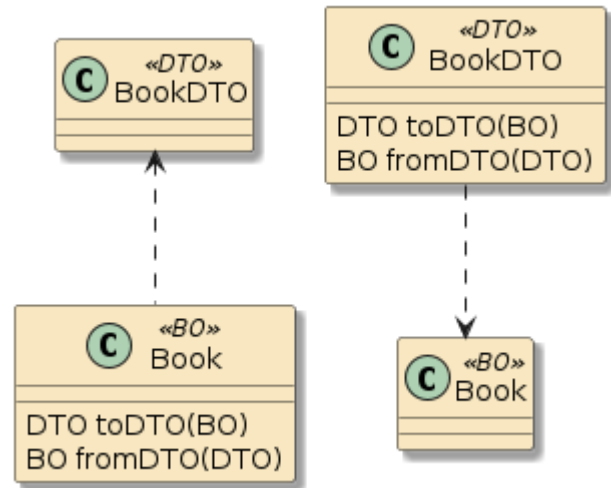 C «DTO»
BookDTO
C «BO»
Book
DTO toDTO(BO)
BO fromDTO(DTO)
C «DTO»
BookDTO
DTO toDTO(BO)
BO fromDTO(DTO)
C «BO»
Book